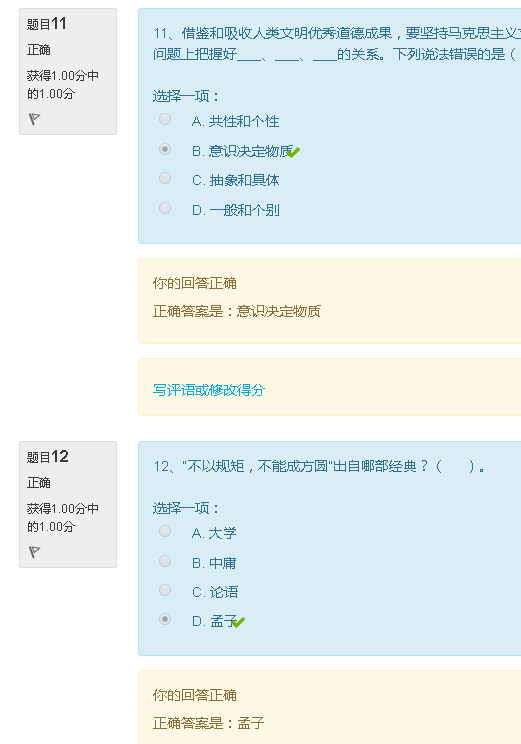 题目11
正确
获得1.00分中
的1.00分
11、借鉴和吸收人类文明优秀道德成果，要坚持马克思主义
问题上把握好___、___、___的关系。下列说法错误的是（
选择一项：
A. 共性和个性
B. 意识决定物质
C. 抽象和具体
D. 一般和个别
你的回答正确
正确答案是：意识决定物质
写评语或修改得分
题目12
正确
获得1.00分中
的1.00分
12、“不以规矩，不能成方圆”出自哪部经典？（　　）。
选择一项：
A. 大学
B. 中庸
C. 论语
D. 孟子
你的回答正确
正确答案是：孟子